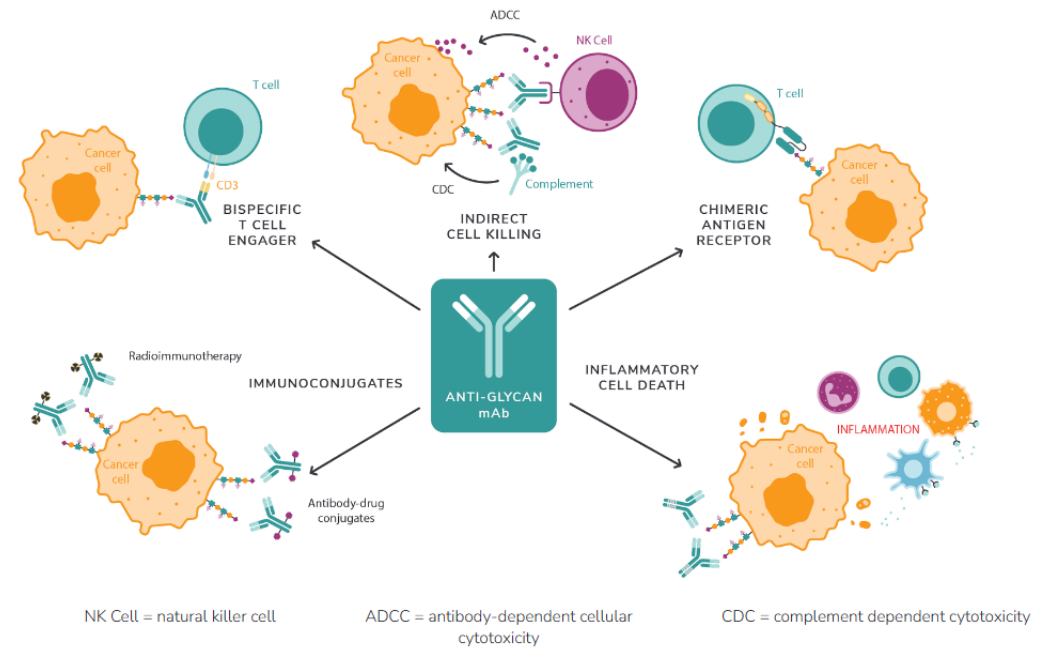 ADCC
NK Cell
Cancer
cell
T cell
T cell
Cancer
cell
CD3
CDC
Complement
Cancer
cell
BISPECIFIC
T CELL
ENGAGER
INDIRECT
CELL KILLING
CHIMERIC
ANTIGEN
RECEPTOR
ANTI-GLYCAN
mAb
Radioimmunotherapy
IMMUNOCONJUGATES
INFLAMMATORY
CELL DEATH
INFLAMMATION
Cancer
cell
Cancer
cell
Antibody-drug
conjugates
NK Cell = natural killer cell
ADCC = antibody-dependent cellular
cytotoxicity
CDC = complement dependent cytotoxicity